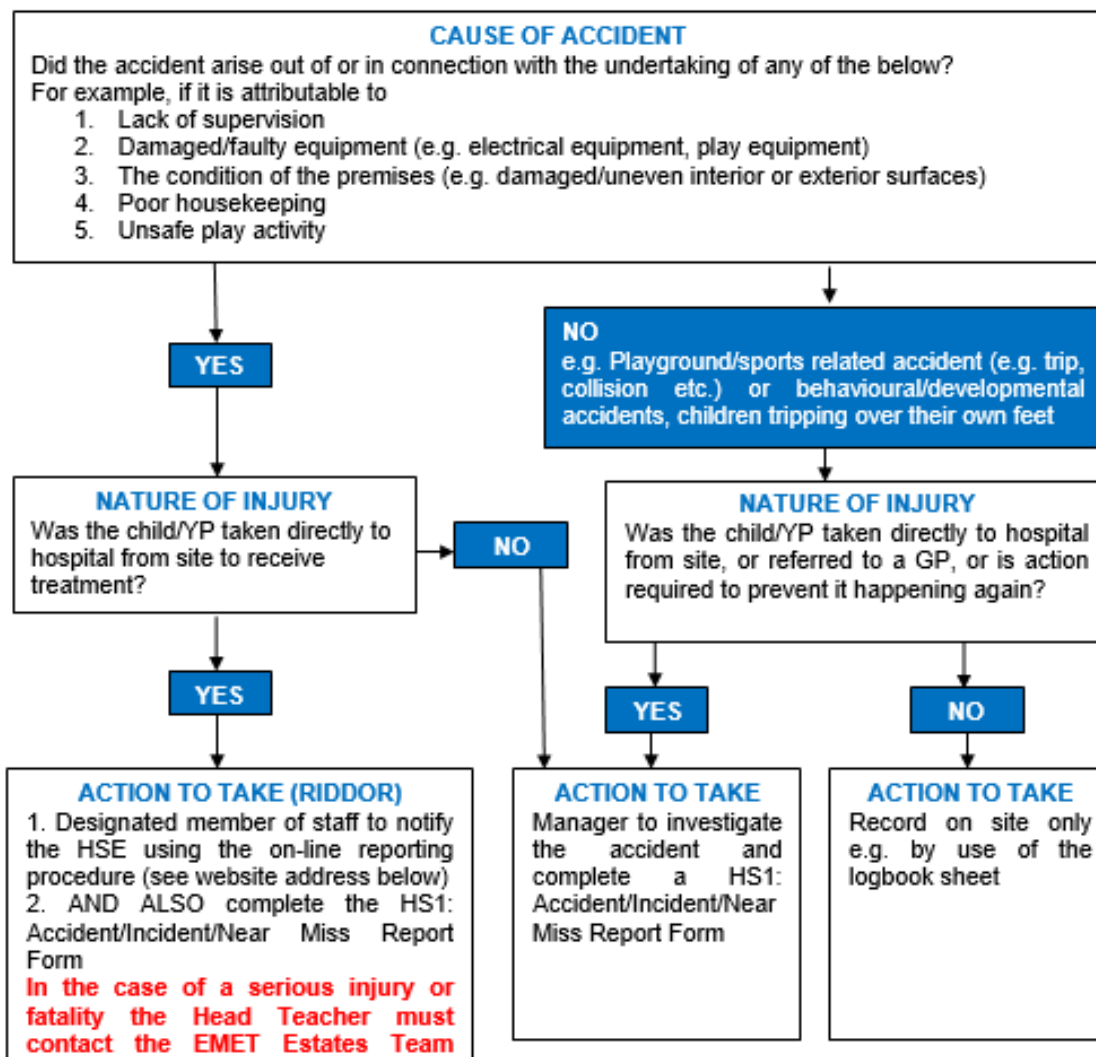 CAUSE OF ACCIDENT
Did the accident arise out of or in connection with the undertaking of any of the below?
For example, if it is attributable to
1. Lack of supervision
2. Damaged/faulty equipment (e.g. electrical equipment, play equipment)
3. The condition of the premises (e.g. damaged/uneven interior or exterior surfaces)
4. Poor housekeeping
5. Unsafe play activity
YES
NO
e.g. Playground/sports related accident (e.g. trip,
collision etc.) or behavioural/developmental
accidents, children tripping over their own feet
NATURE OF INJURY
Was the child/YP taken directly to
hospital from site to receive
treatment?
NO
NATURE OF INJURY
Was the child/YP taken directly to hospital
from site, or referred to a GP, or is action
required to prevent it happening again?
YES
YES
NO
ACTION TO TAKE (RIDDOR)
1. Designated member of staff to notify
the HSE using the on-line reporting
procedure (see website address below)
2. AND ALSO complete the HS1:
Accident/Incident/Near Miss Report
Form
In the case of a serious injury or
fatality the Head Teacher must
contact the EMET Estates Team
ACTION TO TAKE
Manager to investigate
the accident and
complete a HS1:
Accident/Incident/Near
Miss Report Form
ACTION TO TAKE
Record on site only
e.g. by use of the
logbook sheet